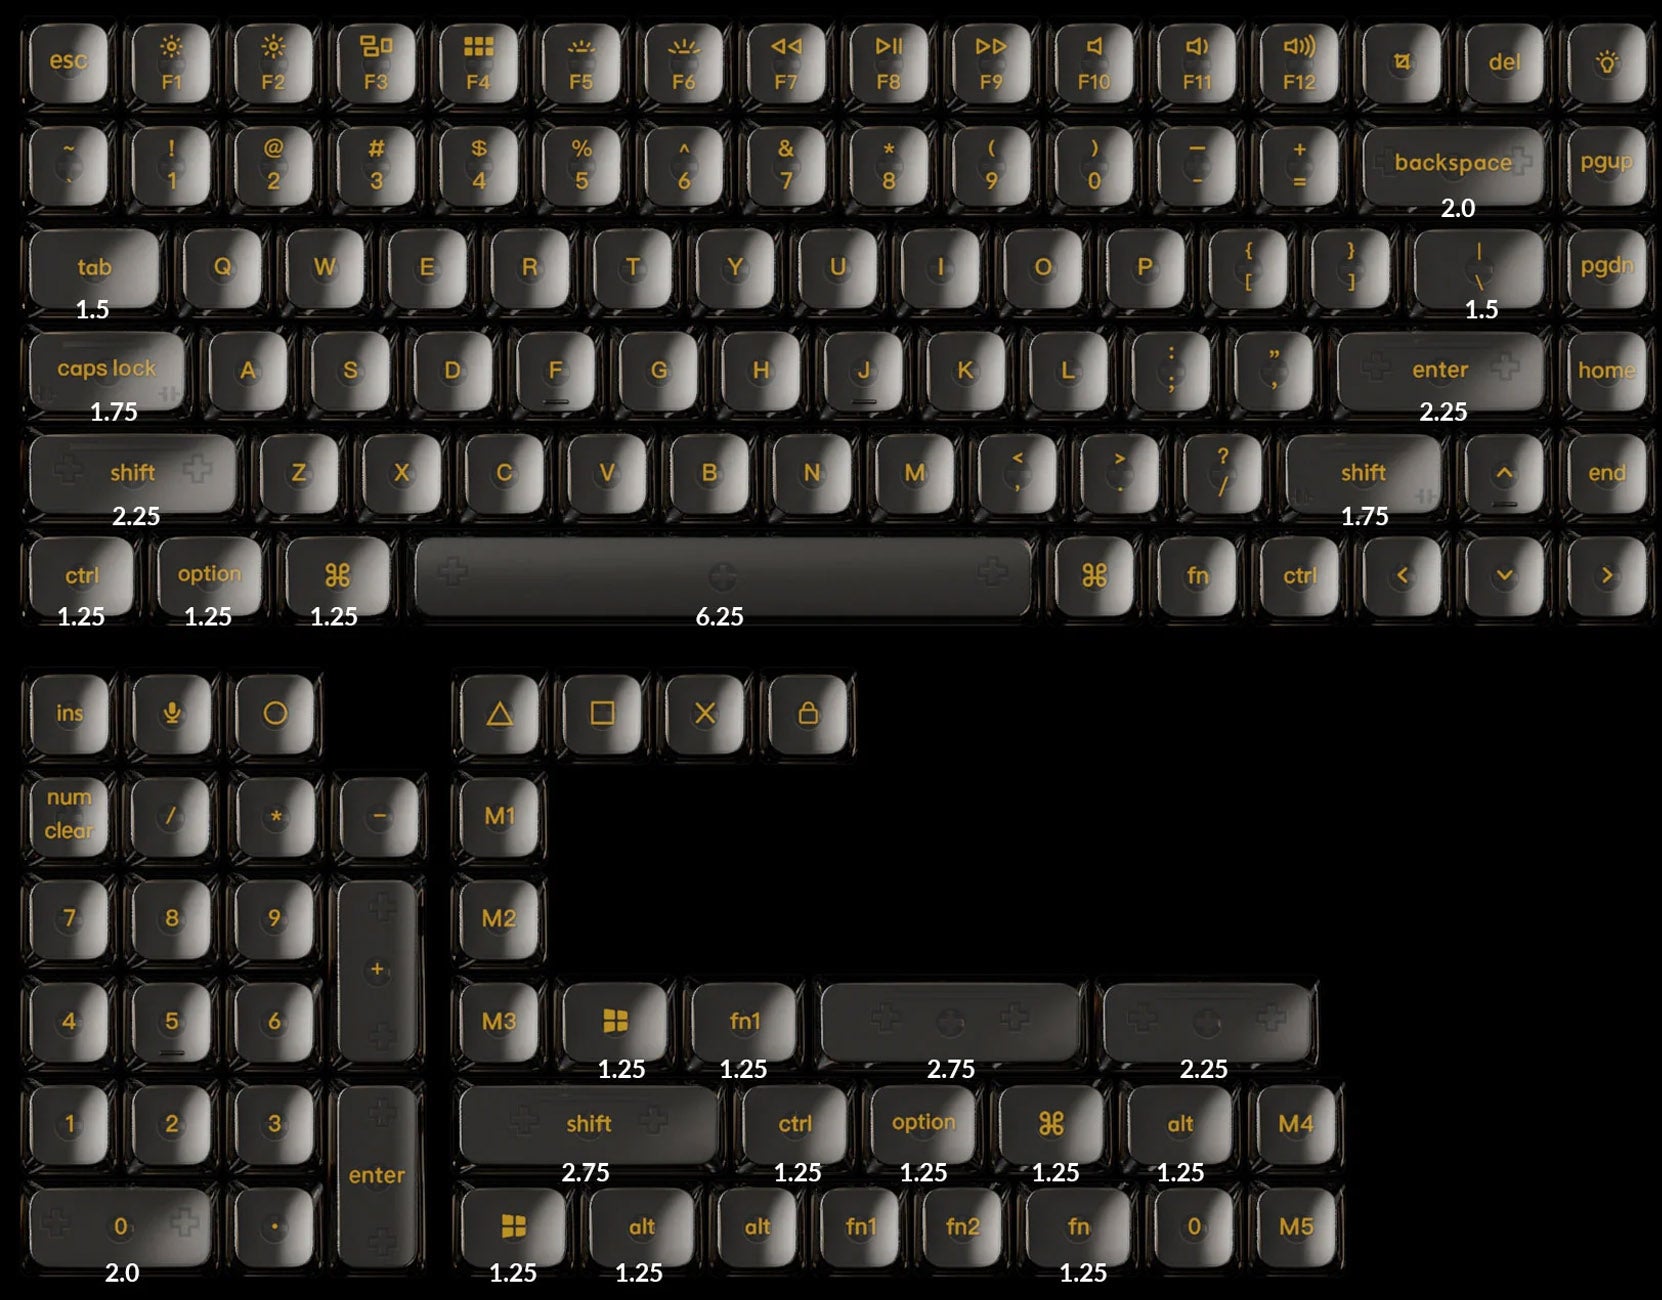 esc F1 F2 F3 F4 F5 F6 F7 F8 F9 F10 F11 F12 del
~ ! @ # $ % ^ & * ( ) — +
` 1 2 3 4 5 6 7 8 9 0 - = backspace pgup
2.0
tab Q W E R T Y U I O P { [ } ] | \ pgdn
1.5 1.5
caps lock A S D F G H J K L : ; " ' enter home
1.75 2.25
shift Z X C V B N M < , > . ? / shift ^ end
2.25 1.75
ctrl option ⌘ ⌘ fn ctrl < ⌄ >
1.25 1.25 1.25 6.25
ins
num
clear / * - M1
7 8 9 + M2
4 5 6 M3 fn1
1.25 1.25 2.75 2.25
1 2 3 enter shift ctrl option ⌘ alt M4
2.75 1.25 1.25 1.25 1.25
0 . alt alt fn1 fn2 fn 0 M5
2.0 1.25 1.25 1.25